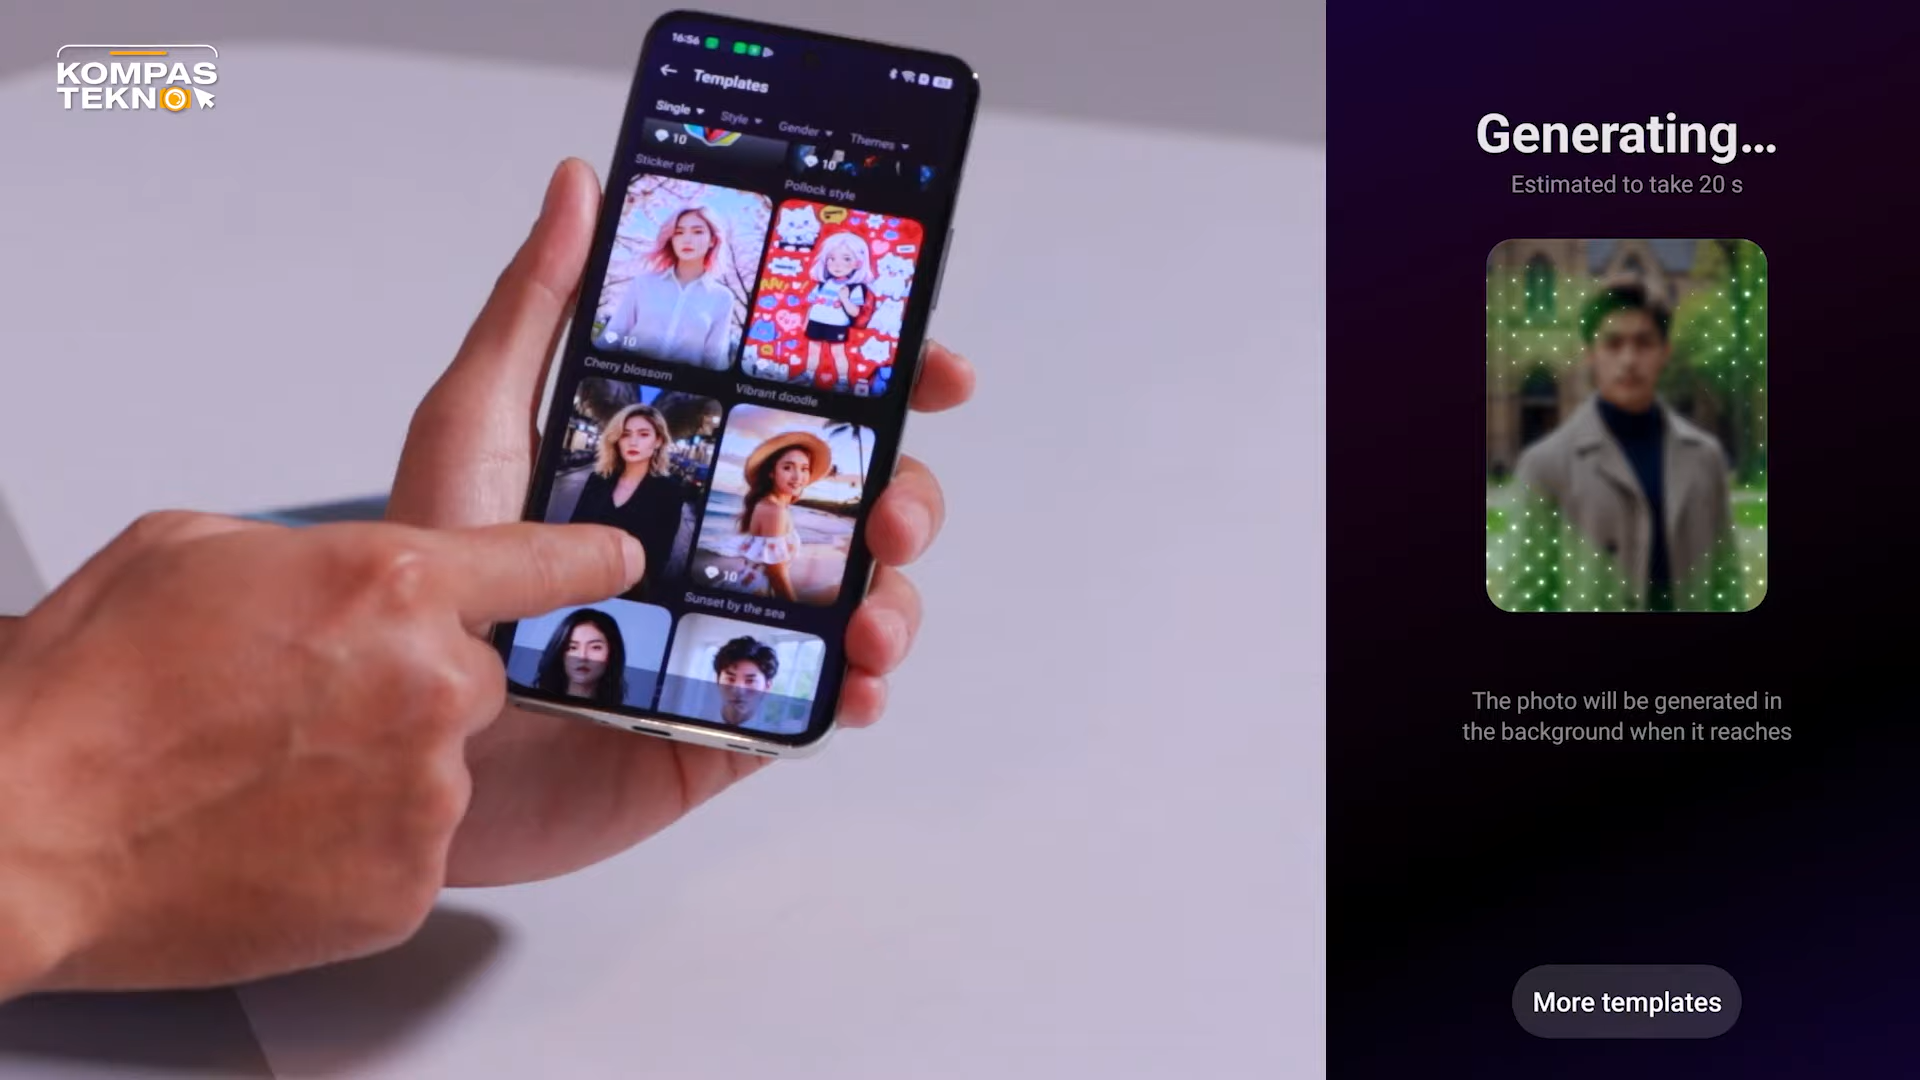 KOMPAS
TEKNO
16:56
Templates
Single
Style
Gender
Themes
10
10
Sticker girl
Pollock style
10
Cherry blossom
Vibrant doodle
10
Sunset by the sea
Generating...
Estimated to take 20 s
The photo will be generated in
the background when it reaches
More templates